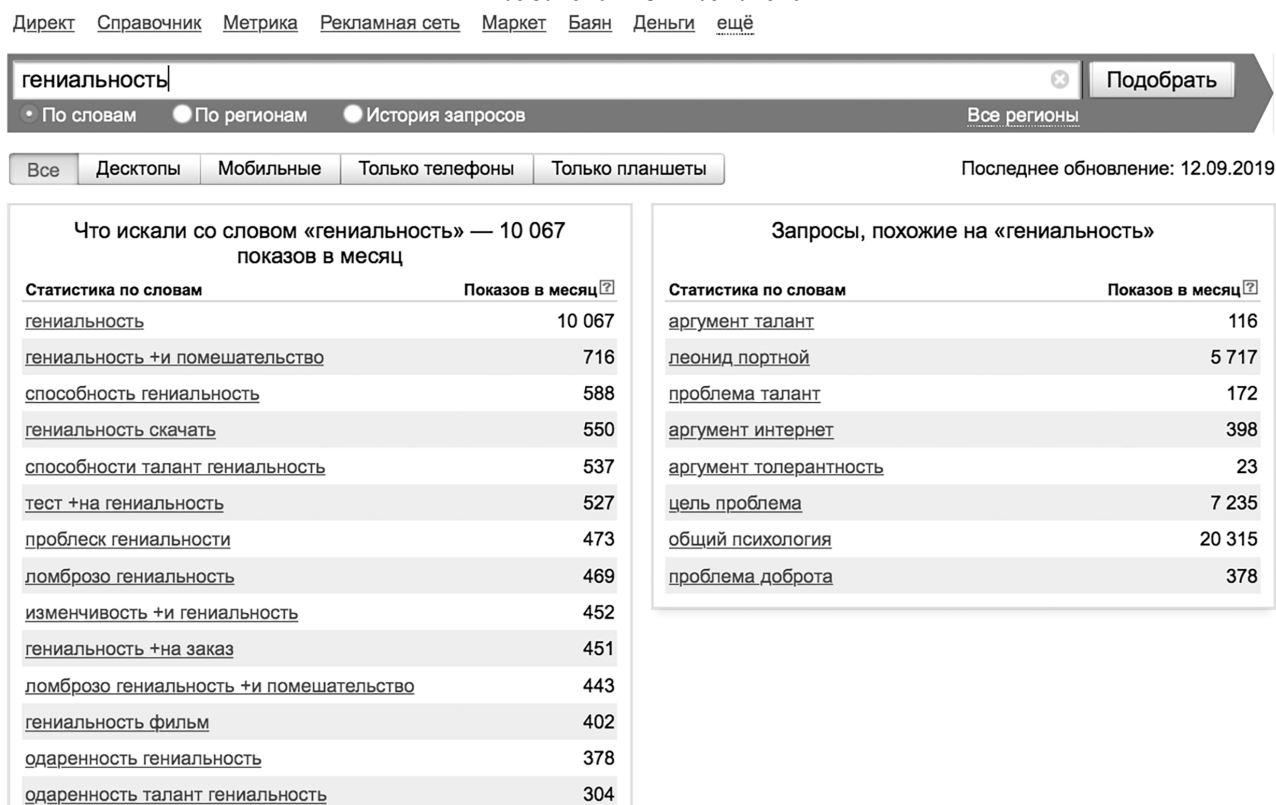 Директ Справочник Метрика Рекламная сеть Маркет Баян Деньги ещё
гениальность Подобрать
По словам По регионам История запросов Все регионы
Все Десктопы Мобильные Только телефоны Только планшеты Последнее обновление: 12.09.2019
Что искали со словом «гениальность» — 10 067
показов в месяц
Статистика по словам Показов в месяц ?
гениальность 10 067
гениальность +и помешательство 716
способность гениальность 588
гениальность скачать 550
способности талант гениальность 537
тест +на гениальность 527
проблеск гениальности 473
ломброзо гениальность 469
изменчивость +и гениальность 452
гениальность +на заказ 451
ломброзо гениальность +и помешательство 443
гениальность фильм 402
одаренность гениальность 378
одаренность талант гениальность 304
Запросы, похожие на «гениальность»
Статистика по словам Показов в месяц ?
аргумент талант 116
леонид портной 5 717
проблема талант 172
аргумент интернет 398
аргумент толерантность 23
цель проблема 7 235
общий психология 20 315
проблема доброта 378